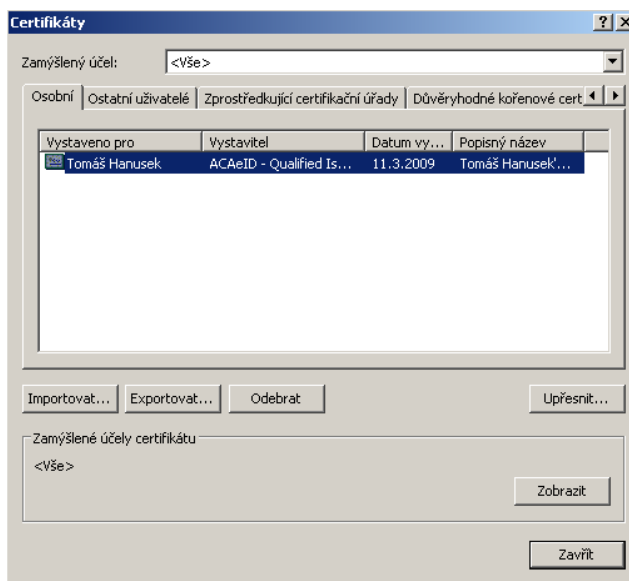 Certifikáty
Zamýšlený účel: <Vše>
Osobní Ostatní uživatelé Zprostředkující certifikační úřady Důvěryhodné kořenové cert
Vystaveno pro Vystavitel Datum vy... Popisný název
Tomáš Hanusek ACAeID - Qualified Is... 11.3.2009 Tomáš Hanusek'...
Importovat... Exportovat... Odebrat Upřesnit...
Zamýšlené účely certifikátu
<Vše>
Zobrazit
Zavřít